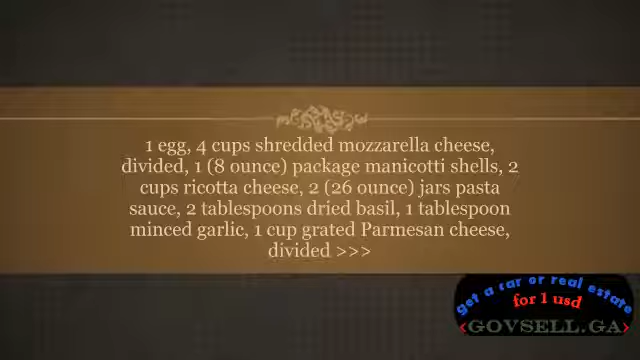 1 egg, 4 cups shredded mozzarella cheese,
divided, 1 (8 ounce) package manicotti shells, 2
cups ricotta cheese, 2 (26 ounce) jars pasta
sauce, 2 tablespoons dried basil, 1 tablespoon
minced garlic, 1 cup grated Parmesan cheese,
divided >>>
get a car or real estate
for 1 usd
<GOVSELL.GA>